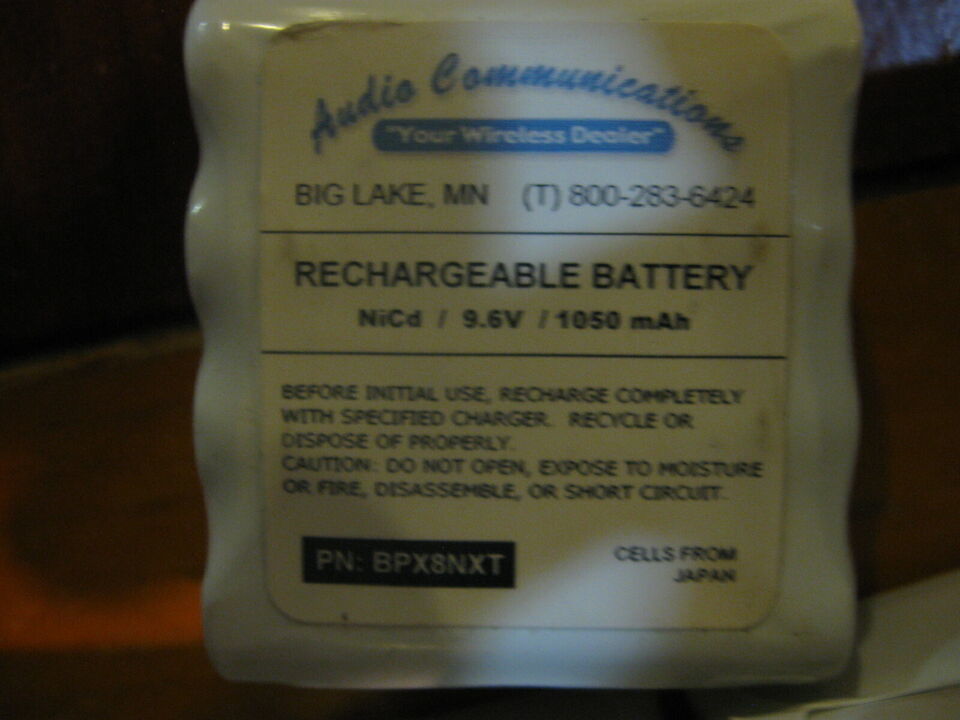 Audio Communications
"Your Wireless Dealer"
BIG LAKE, MN (T) 800-283-6424
RECHARGEABLE BATTERY
NiCd / 9.6V / 1050 mAh
BEFORE INITIAL USE, RECHARGE COMPLETELY
WITH SPECIFIED CHARGER. RECYCLE OR
DISPOSE OF PROPERLY.
CAUTION: DO NOT OPEN, EXPOSE TO MOISTURE
OR FIRE, DISASSEMBLE, OR SHORT CIRCUIT.
PN: BPX8NXT
CELLS FROM
JAPAN